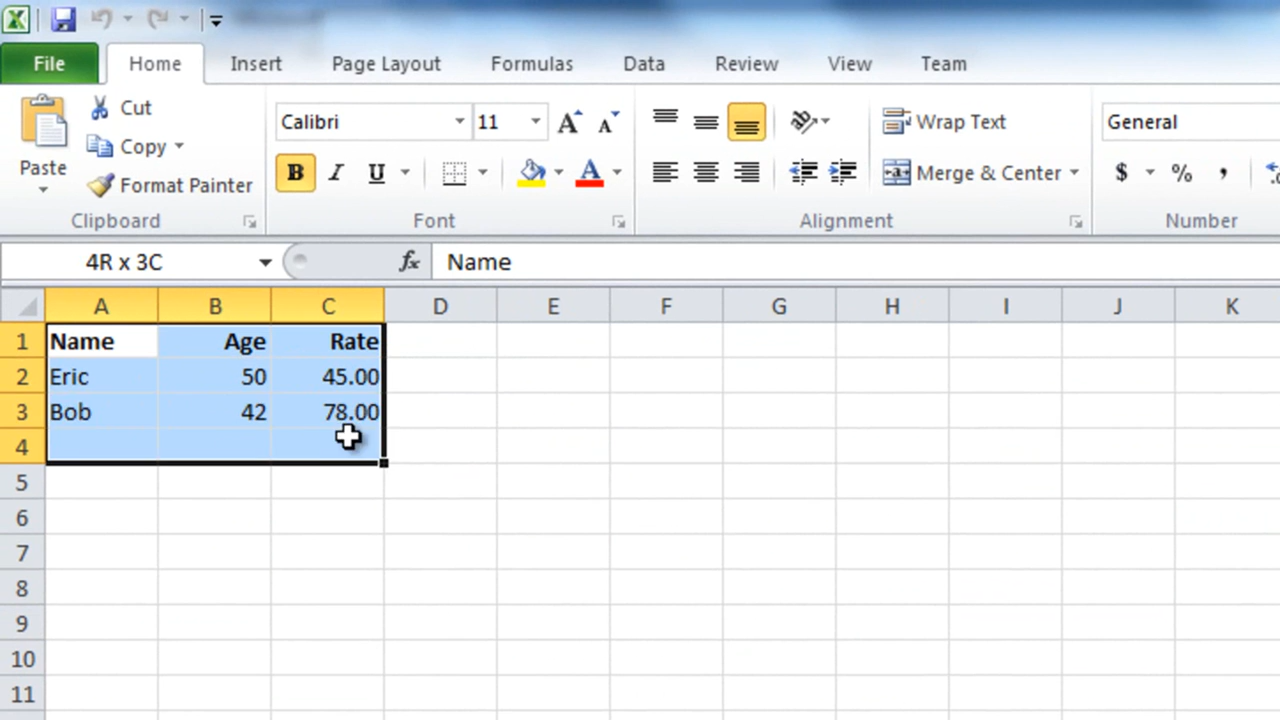 File Home Insert Page Layout Formulas Data Review View Team
Cut
Calibri 11 Wrap Text General
Copy
Paste B I U A Merge & Center $ % ,
Format Painter
Clipboard Font Alignment Number
4R x 3C fx Name
A B C D E F G H I J K
1 Name Age Rate
2 Eric 50 45.00
3 Bob 42 78.00
4
5
6
7
8
9
10
11